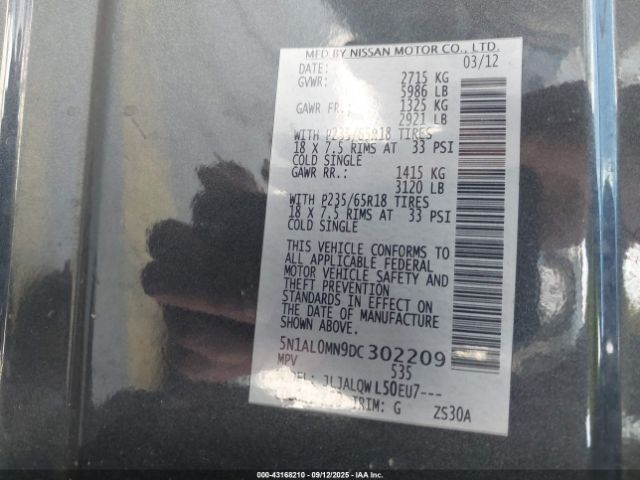 MFD BY NISSAN MOTOR CO., LTD.
DATE: 03/12
GVWR: 2715 KG
5986 LB
GAWR FR.: 1325 KG
2921 LB
WITH P235/65R18 TIRES
18 X 7.5 RIMS AT 33 PSI
COLD SINGLE
GAWR RR.: 1415 KG
3120 LB
WITH P235/65R18 TIRES
18 X 7.5 RIMS AT 33 PSI
COLD SINGLE
THIS VEHICLE CONFORMS TO
ALL APPLICABLE FEDERAL
MOTOR VEHICLE SAFETY AND
THEFT PREVENTION
STANDARDS IN EFFECT ON
THE DATE OF MANUFACTURE
SHOWN ABOVE.
5N1AL0MN9DC302209
MPV 535
JLJALQWL50EU7---
TRIM: G ZS30A
000-43168210 - 09/12/2025 - IAAI.COM